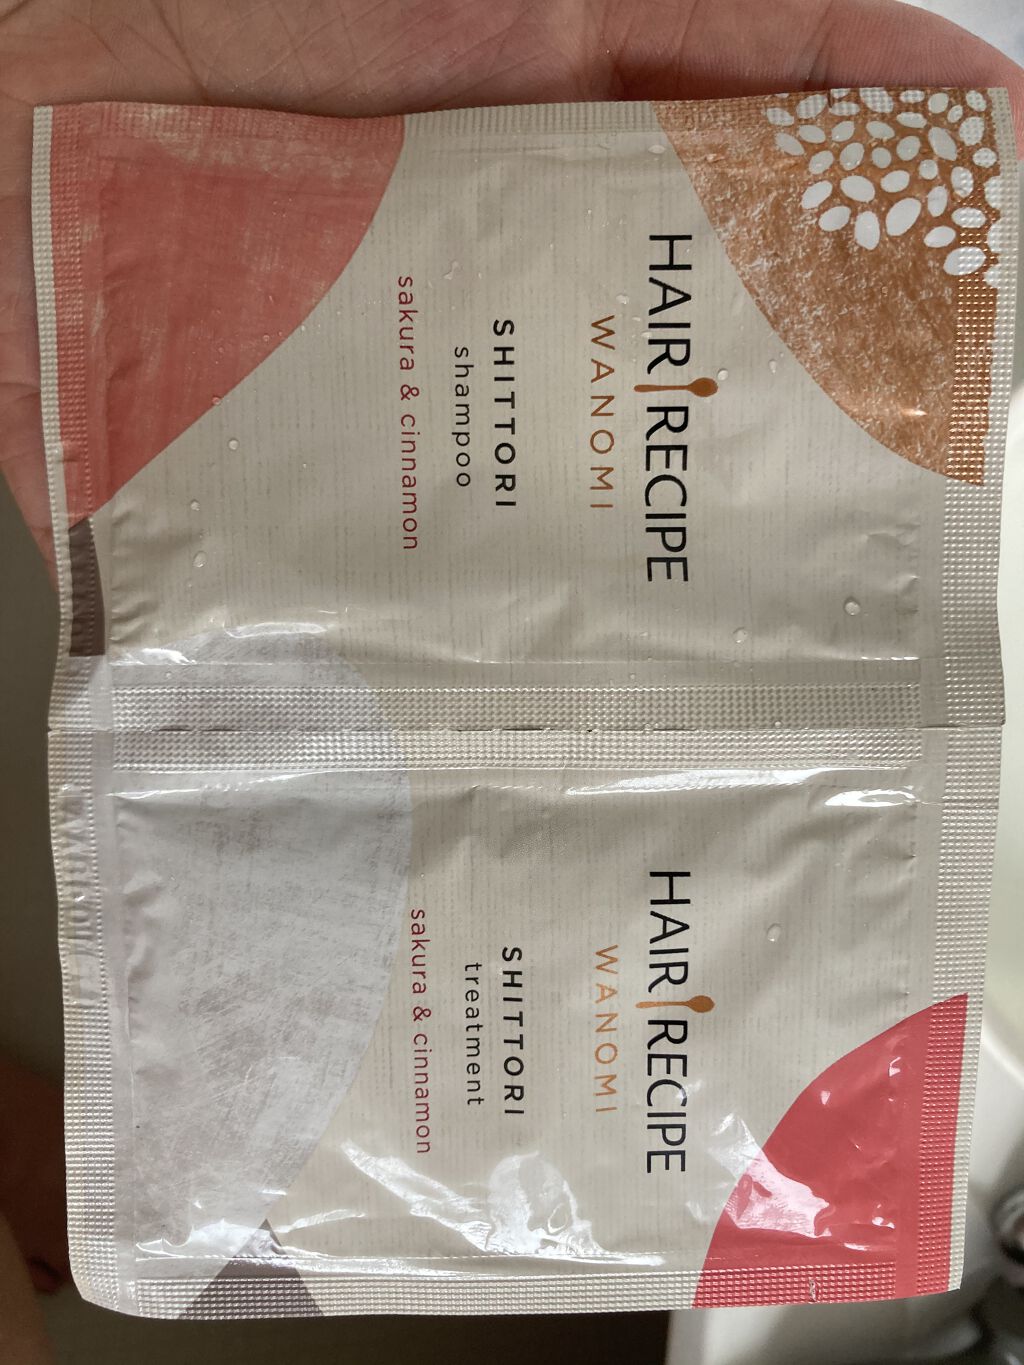 HAIR RECIPE
WANOMI
SHITTORI
shampoo
sakura & cinnamon
HAIR RECIPE
WANOMI
SHITTORI
treatment
sakura & cinnamon